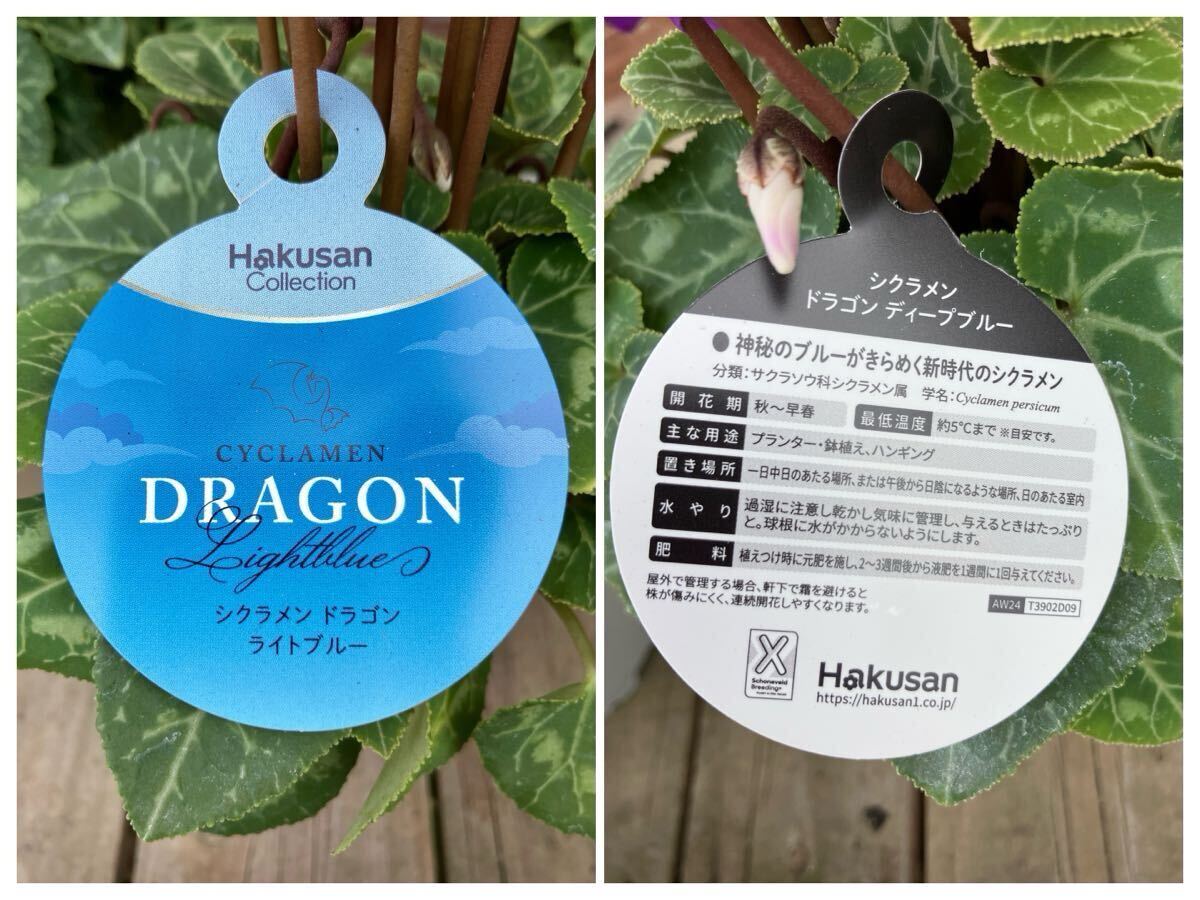 Hakusan
Collection
CYCLAMEN
DRAGON
Lightblue
シクラメン ドラゴン
ライトブルー
シクラメン
ドラゴン ディープブルー
● 神秘のブルーがきらめく新時代のシクラメン
分類：サクラソウ科シクラメン属 学名：Cyclamen persicum
開花期 秋～早春 最低温度 約5℃まで ※目安です。
主な用途 プランター・鉢植え、ハンギング
置き場所 一日中日のあたる場所、または午後から日陰になるような場所、日のあたる室内
水やり 過湿に注意し乾かし気味に管理し、与えるときはたっぷり
と。球根に水がかからないようにします。
肥料 植えつけ時に元肥を施し、2～3週間後から液肥を1週間に1回与えてください。
屋外で管理する場合、軒下で霜を避けると
株が傷みにくく、連続開花しやすくなります。
AW24 T3902D09
Schoneveld
Breeding
Hakusan
https://hakusan1.co.jp/